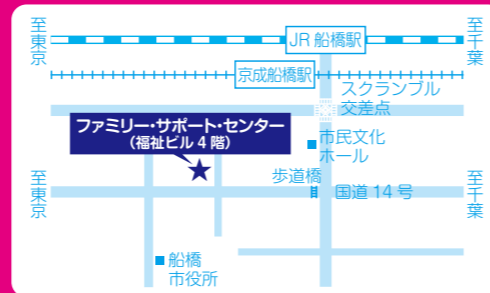 至東京
至千葉
JR 船橋駅
京成船橋駅
スクランブル
交差点
ファミリー・サポート・センター
（福祉ビル 4 階）
市民文化
ホール
歩道橋
至東京
国道 14 号
至千葉
船橋
市役所